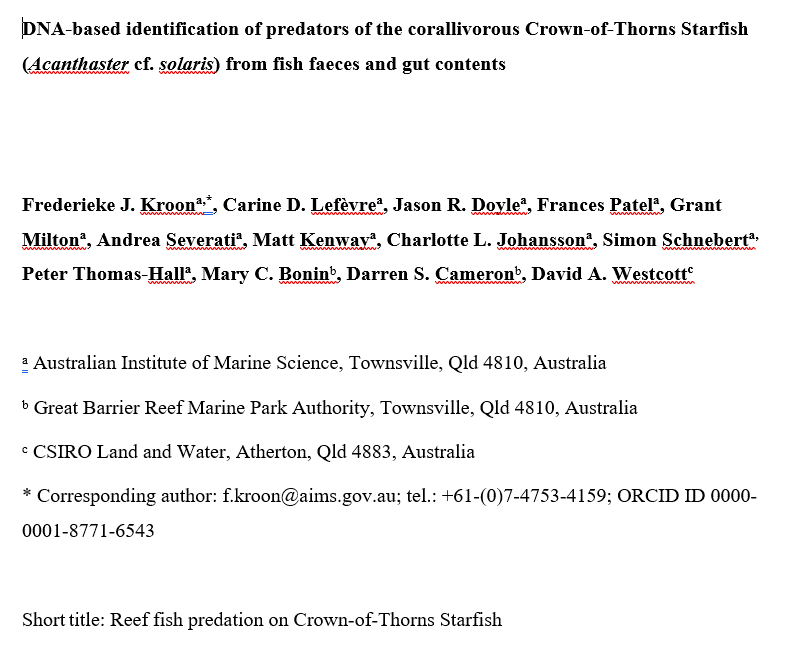 DNA-based identification of predators of the corallivorous Crown-of-Thorns Starfish
(Acanthaster cf. solaris) from fish faeces and gut contents
Frederieke J. Kroonᵃ,*, Carine D. Lefèvreᵃ, Jason R. Doyleᵃ, Frances Patelᵃ, Grant
Miltonᵃ, Andrea Severatiᵃ, Matt Kenwayᵃ, Charlotte L. Johanssonᵃ, Simon Schnebertᵃ,
Peter Thomas-Hallᵃ, Mary C. Boninᵇ, Darren S. Cameronᵇ, David A. Westcottᶜ
ᵃ Australian Institute of Marine Science, Townsville, Qld 4810, Australia
ᵇ Great Barrier Reef Marine Park Authority, Townsville, Qld 4810, Australia
ᶜ CSIRO Land and Water, Atherton, Qld 4883, Australia
* Corresponding author: f.kroon@aims.gov.au; tel.: +61-(0)7-4753-4159; ORCID ID 0000-
0001-8771-6543
Short title: Reef fish predation on Crown-of-Thorns Starfish